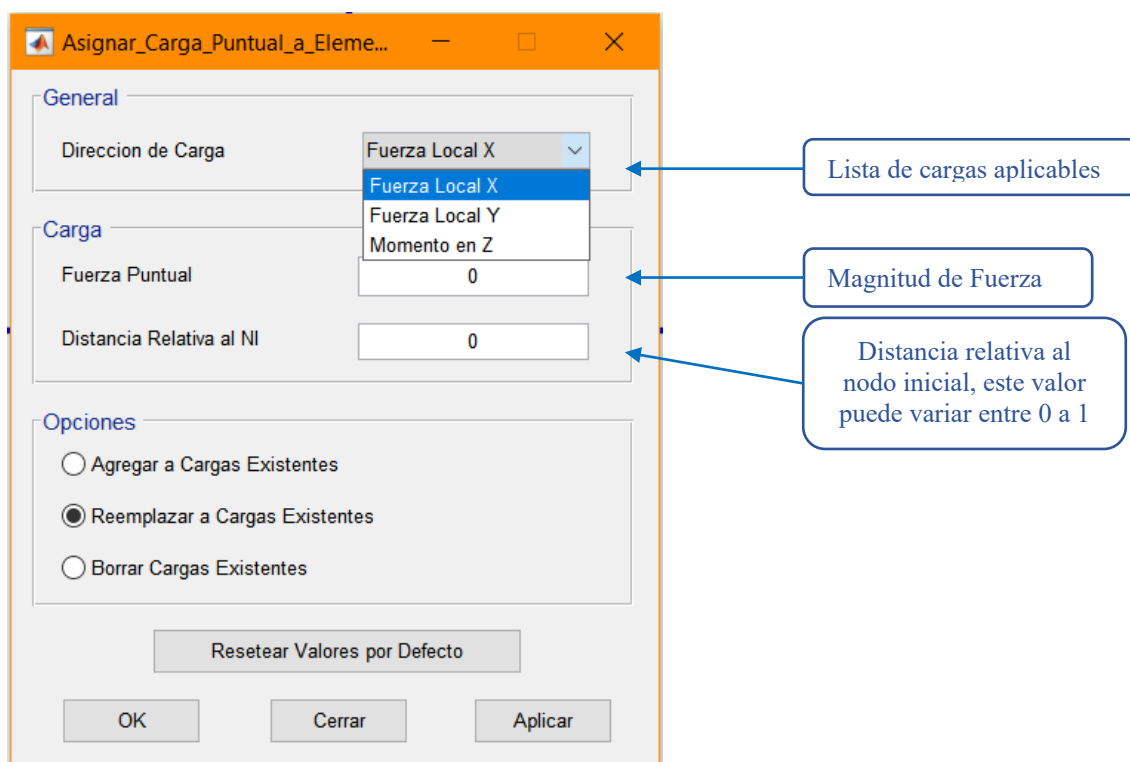 Asignar_Carga_Puntual_a_Eleme...
General
Direccion de Carga
Fuerza Local X
Fuerza Local X
Fuerza Local Y
Momento en Z
Lista de cargas aplicables
Carga
Fuerza Puntual
0
Magnitud de Fuerza
Distancia Relativa al NI
0
Distancia relativa al
nodo inicial, este valor
puede variar entre 0 a 1
Opciones
Agregar a Cargas Existentes
Reemplazar a Cargas Existentes
Borrar Cargas Existentes
Resetear Valores por Defecto
OK
Cerrar
Aplicar